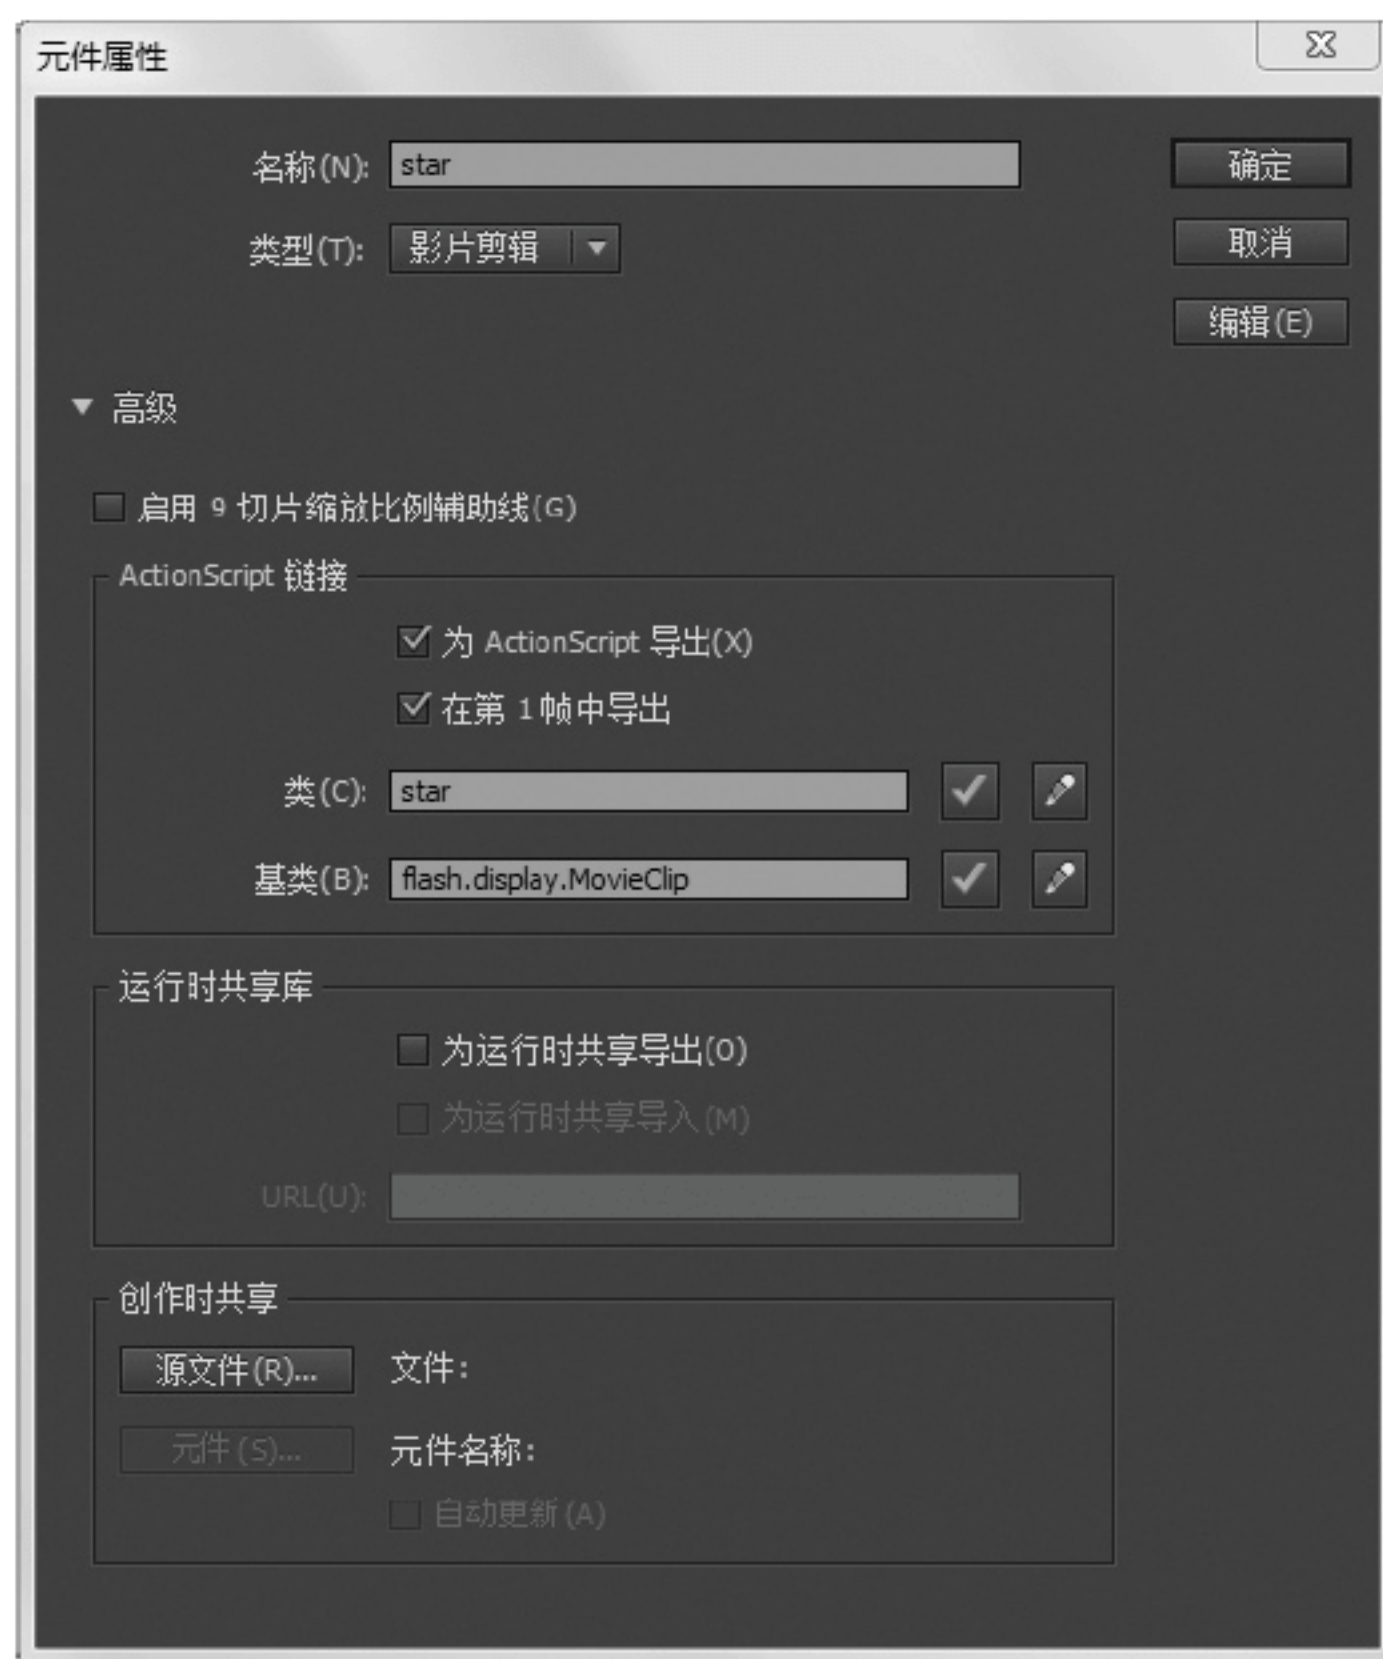 元件属性
名称(N): star
确定
类型(T): 影片剪辑
取消
编辑(E)
高级
启用 9 切片缩放比例辅助线(G)
ActionScript 链接
为 ActionScript 导出(X)
在第 1 帧中导出
类(C): star
基类(B): flash.display.MovieClip
运行时共享库
为运行时共享导出(O)
为运行时共享导入(M)
URL(U):
创作时共享
源文件(R)... 文件:
元件(S)... 元件名称:
自动更新(A)